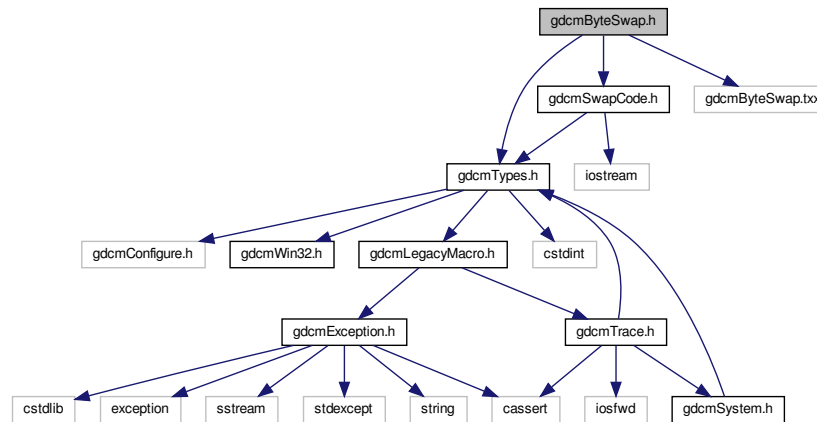 gdcmByteSwap.h
gdcmSwapCode.h
gdcmByteSwap.txx
gdcmTypes.h
iostream
gdcmConfigure.h
gdcmWin32.h
gdcmLegacyMacro.h
cstdint
gdcmException.h
gdcmTrace.h
cstdlib
exception
sstream
stdexcept
string
cassert
iosfwd
gdcmSystem.h